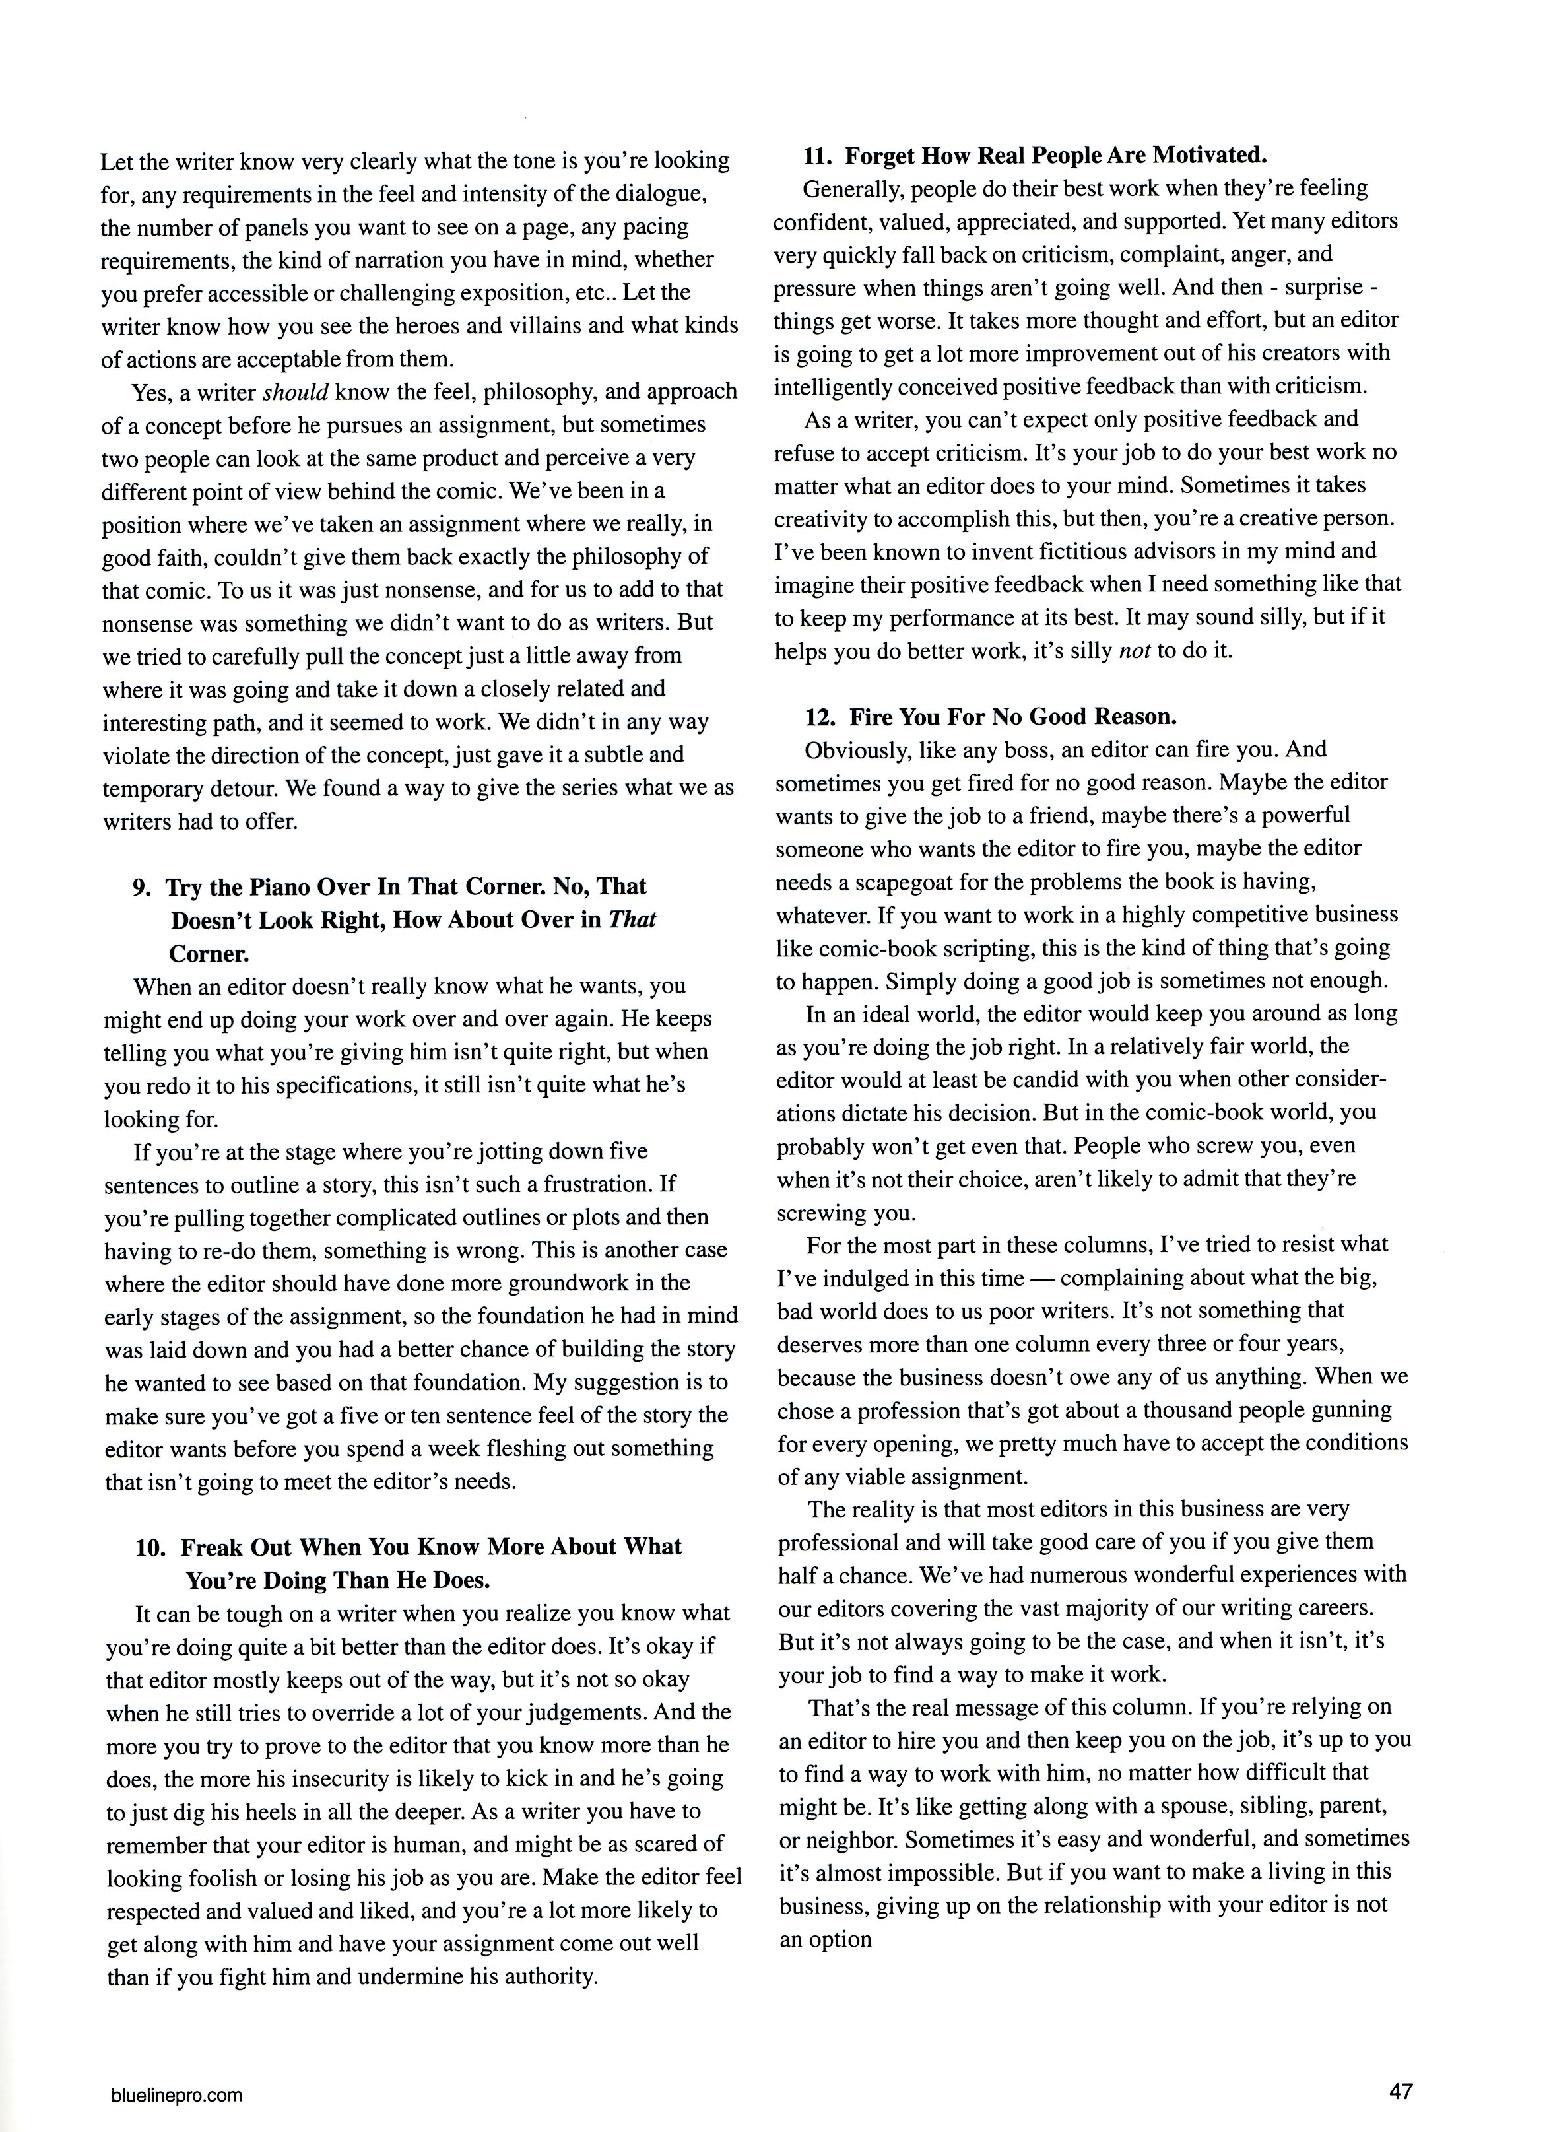 Let the writer know very clearly what the tone is you're looking
for, any requirements in the feel and intensity of the dialogue,
the number of panels you want to see on a page, any pacing
requirements, the kind of narration you have in mind, whether
you prefer accessible or challenging exposition, etc.. Let the
writer know how you see the heroes and villains and what kinds
of actions are acceptable from them.
Yes, a writer should know the feel, philosophy, and approach
of a concept before he pursues an assignment, but sometimes
two people can look at the same product and perceive a very
different point of view behind the comic. We've been in a
position where we've taken an assignment where we really, in
good faith, couldn't give them back exactly the philosophy of
that comic. To us it was just nonsense, and for us to add to that
nonsense was something we didn't want to do as writers. But
we tried to carefully pull the concept just a little away from
where it was going and take it down a closely related and
interesting path, and it seemed to work. We didn't in any way
violate the direction of the concept, just gave it a subtle and
temporary detour. We found a way to give the series what we as
writers had to offer.
9. Try the Piano Over In That Corner. No, That
Doesn't Look Right, How About Over in That
Corner.
When an editor doesn't really know what he wants, you
might end up doing your work over and over again. He keeps
telling you what you're giving him isn't quite right, but when
you redo it to his specifications, it still isn't quite what he's
looking for.
If you're at the stage where you're jotting down five
sentences to outline a story, this isn't such a frustration. If
you're pulling together complicated outlines or plots and then
having to re-do them, something is wrong. This is another case
where the editor should have done more groundwork in the
early stages of the assignment, so the foundation he had in mind
was laid down and you had a better chance of building the story
he wanted to see based on that foundation. My suggestion is to
make sure you've got a five or ten sentence feel of the story the
editor wants before you spend a week fleshing out something
that isn't going to meet the editor's needs.
10. Freak Out When You Know More About What
You're Doing Than He Does.
It can be tough on a writer when you realize you know what
you're doing quite a bit better than the editor does. It's okay if
that editor mostly keeps out of the way, but it's not so okay
when he still tries to override a lot of your judgements. And the
more you try to prove to the editor that you know more than he
does, the more his insecurity is likely to kick in and he's going
to just dig his heels in all the deeper. As a writer you have to
remember that your editor is human, and might be as scared of
looking foolish or losing his job as you are. Make the editor feel
respected and valued and liked, and you're a lot more likely to
get along with him and have your assignment come out well
than if you fight him and undermine his authority.
11. Forget How Real People Are Motivated.
Generally, people do their best work when they're feeling
confident, valued, appreciated, and supported. Yet many editors
very quickly fall back on criticism, complaint, anger, and
pressure when things aren't going well. And then - surprise -
things get worse. It takes more thought and effort, but an editor
is going to get a lot more improvement out of his creators with
intelligently conceived positive feedback than with criticism.
As a writer, you can't expect only positive feedback and
refuse to accept criticism. It's your job to do your best work no
matter what an editor does to your mind. Sometimes it takes
creativity to accomplish this, but then, you're a creative person.
I've been known to invent fictitious advisors in my mind and
imagine their positive feedback when I need something like that
to keep my performance at its best. It may sound silly, but if it
helps you do better work, it's silly not to do it.
12. Fire You For No Good Reason.
Obviously, like any boss, an editor can fire you. And
sometimes you get fired for no good reason. Maybe the editor
wants to give the job to a friend, maybe there's a powerful
someone who wants the editor to fire you, maybe the editor
needs a scapegoat for the problems the book is having,
whatever. If you want to work in a highly competitive business
like comic-book scripting, this is the kind of thing that's going
to happen. Simply doing a good job is sometimes not enough.
In an ideal world, the editor would keep you around as long
as you're doing the job right. In a relatively fair world, the
editor would at least be candid with you when other consider-
ations dictate his decision. But in the comic-book world, you
probably won't get even that. People who screw you, even
when it's not their choice, aren't likely to admit that they're
screwing you.
For the most part in these columns, I've tried to resist what
I've indulged in this time — complaining about what the big,
bad world does to us poor writers. It's not something that
deserves more than one column every three or four years,
because the business doesn't owe any of us anything. When we
chose a profession that's got about a thousand people gunning
for every opening, we pretty much have to accept the conditions
of any viable assignment.
The reality is that most editors in this business are very
professional and will take good care of you if you give them
half a chance. We've had numerous wonderful experiences with
our editors covering the vast majority of our writing careers.
But it's not always going to be the case, and when it isn't, it's
your job to find a way to make it work.
That's the real message of this column. If you're relying on
an editor to hire you and then keep you on the job, it's up to you
to find a way to work with him, no matter how difficult that
might be. It's like getting along with a spouse, sibling, parent,
or neighbor. Sometimes it's easy and wonderful, and sometimes
it's almost impossible. But if you want to make a living in this
business, giving up on the relationship with your editor is not
an option
bluelinepro.com
47